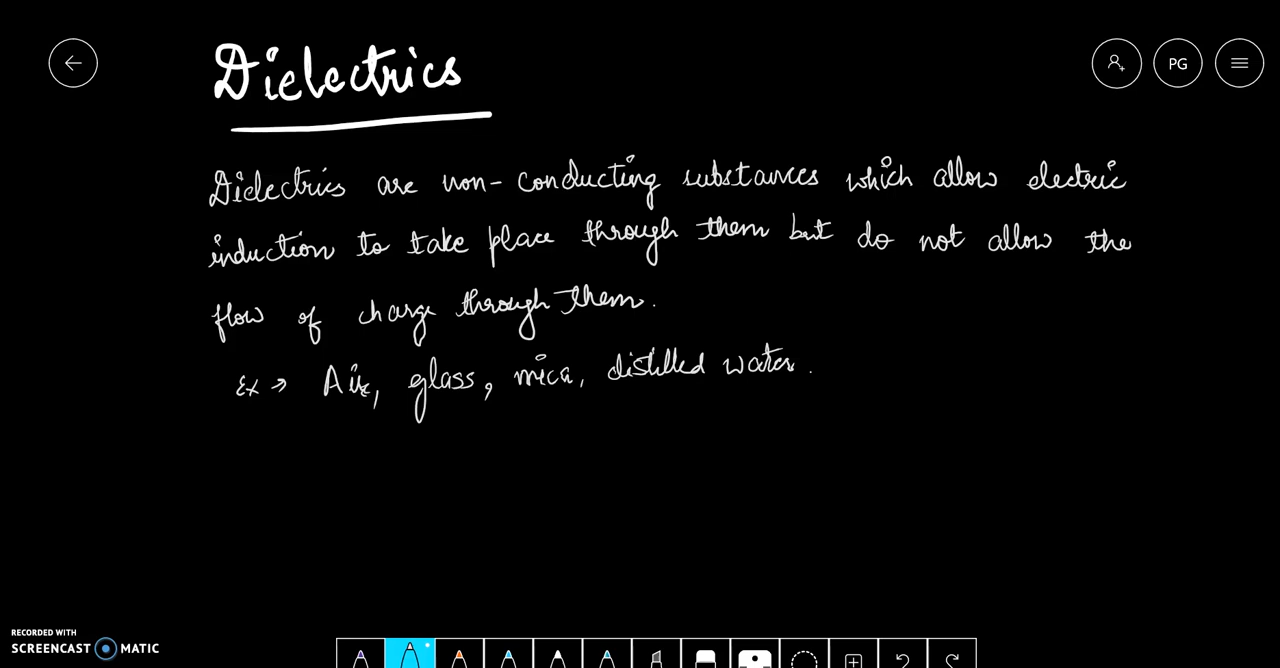 Dielectrics
PG
Dielectrics are non-conducting substances which allow electric
induction to take place through them but do not allow the
flow of charge through them.
Ex → Air, glass, mica, distilled water.
RECORDED WITH
SCREENCAST MATIC